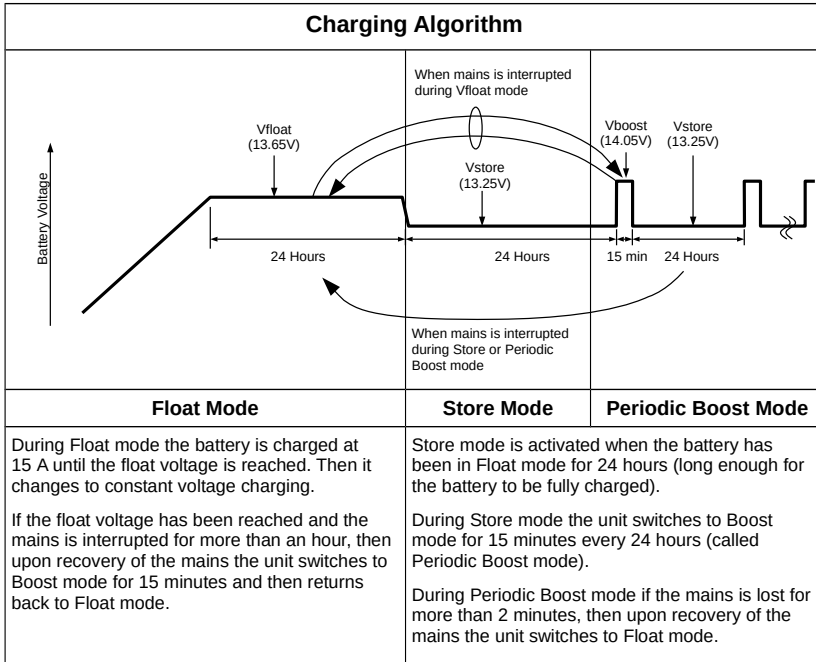 Charging Algorithm
When mains is interrupted
during Vfloat mode
Vfloat
(13.65V)
Vboost
(14.05V)
Vstore
(13.25V)
Vstore
(13.25V)
Battery Voltage
24 Hours
24 Hours
15 min
24 Hours
When mains is interrupted
during Store or Periodic
Boost mode
Float Mode
Store Mode
Periodic Boost Mode
During Float mode the battery is charged at
15 A until the float voltage is reached. Then it
changes to constant voltage charging.
If the float voltage has been reached and the
mains is interrupted for more than an hour, then
upon recovery of the mains the unit switches to
Boost mode for 15 minutes and then returns
back to Float mode.
Store mode is activated when the battery has
been in Float mode for 24 hours (long enough for
the battery to be fully charged).
During Store mode the unit switches to Boost
mode for 15 minutes every 24 hours (called
Periodic Boost mode).
During Periodic Boost mode if the mains is lost for
more than 2 minutes, then upon recovery of the
mains the unit switches to Float mode.